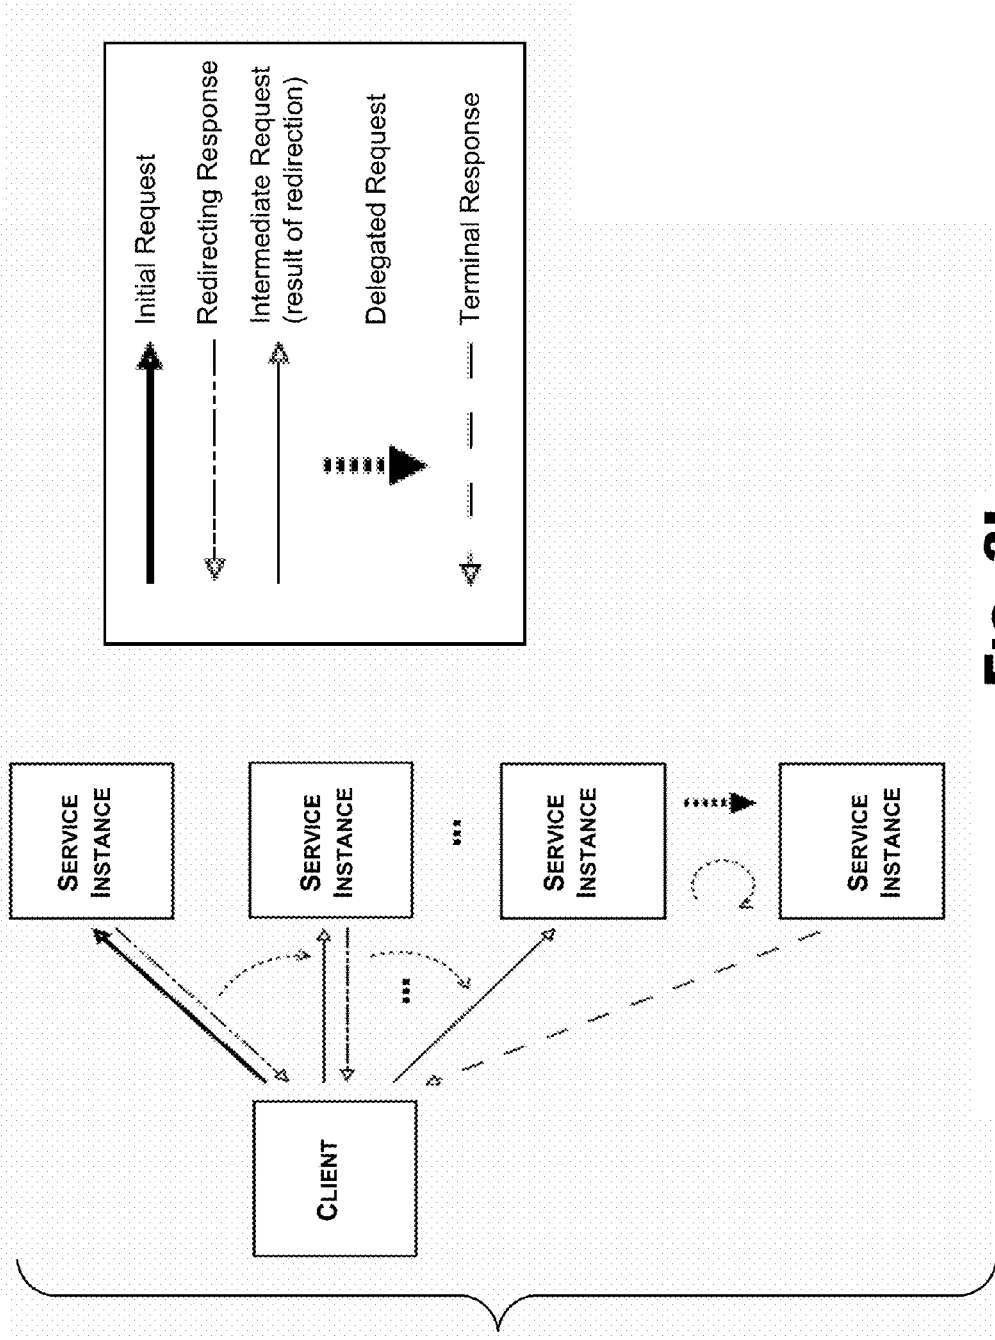 Initial Request
Redirecting Response
Intermediate Request
(result of redirection)
Delegated Request
Terminal Response
SERVICE
INSTANCE
SERVICE
INSTANCE
...
SERVICE
INSTANCE
SERVICE
INSTANCE
...
CLIENT